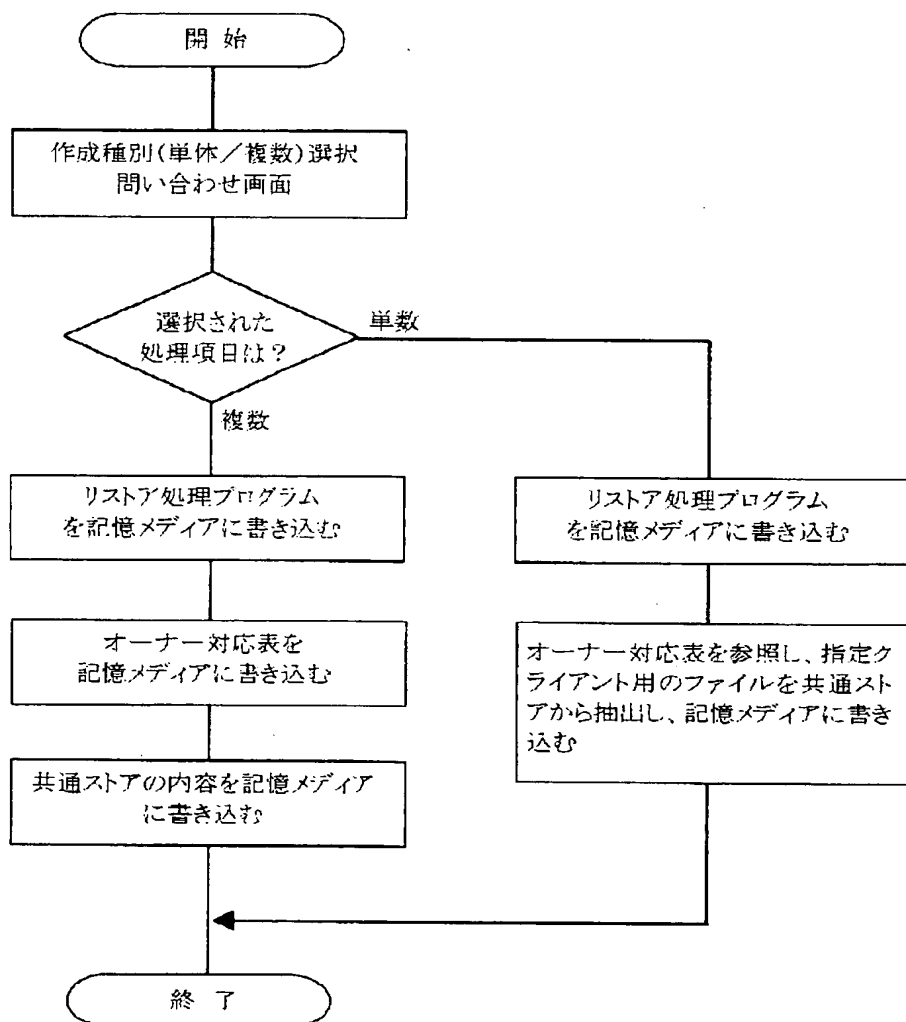 開 始
作成種別(単体／複数)選択
問い合わせ画面
選択された
処理項目は？
単数
複数
リストア処理プログラム
を記憶メディアに書き込む
オーナー対応表を
記憶メディアに書き込む
共通ストアの内容を記憶メディア
に書き込む
リストア処理プログラム
を記憶メディアに書き込む
オーナー対応表を参照し、指定ク
ライアント用のファイルを共通スト
アから抽出し、記憶メディアに書き
込む
終 了